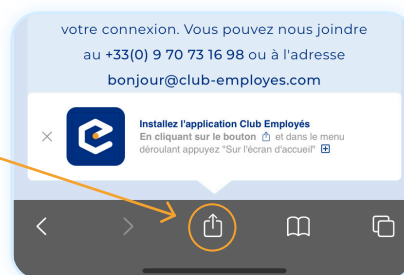 votre connexion. Vous pouvez nous joindre
au +33(0) 9 70 73 16 98 ou à l'adresse
bonjour@club-employes.com
Installez l'application Club Employés
En cliquant sur le bouton et dans le menu
déroulant appuyez "Sur l'écran d'accueil"